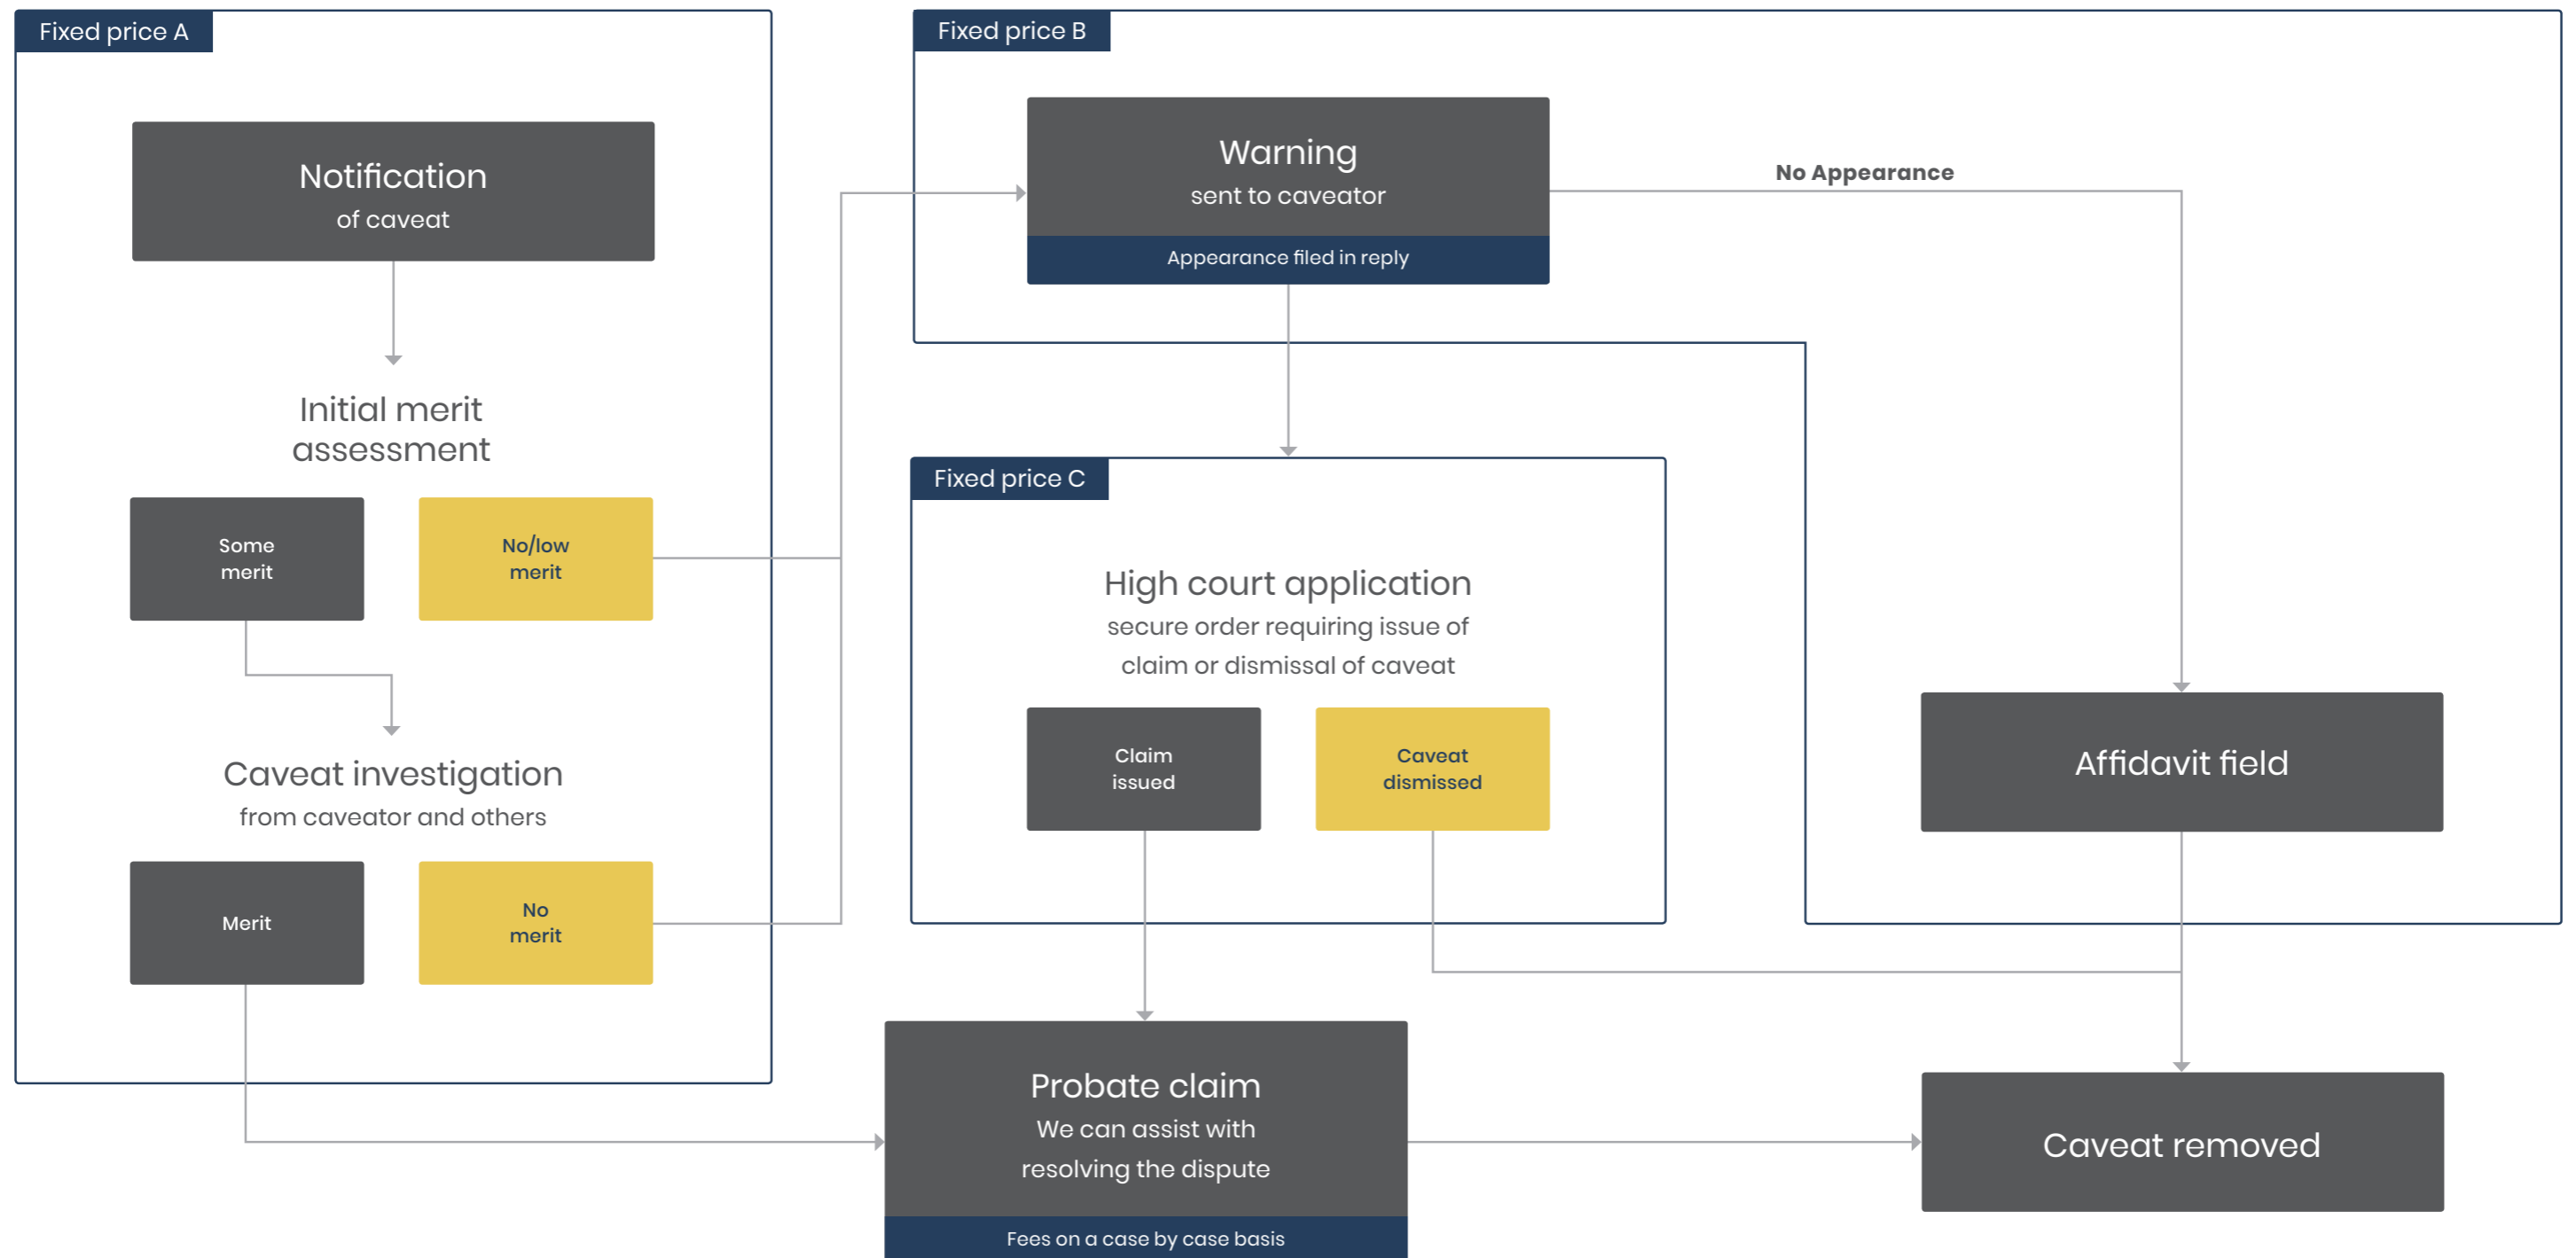 Fixed price A
Notification
of caveat
Initial merit
assessment
Some
merit
No/low
merit
Caveat investigation
from caveator and others
Merit
No
merit
Fixed price B
Warning
sent to caveator
Appearance filed in reply
No Appearance
Fixed price C
High court application
secure order requiring issue of
claim or dismissal of caveat
Claim
issued
Caveat
dismissed
Affidavit field
Probate claim
We can assist with
resolving the dispute
Fees on a case by case basis
Caveat removed